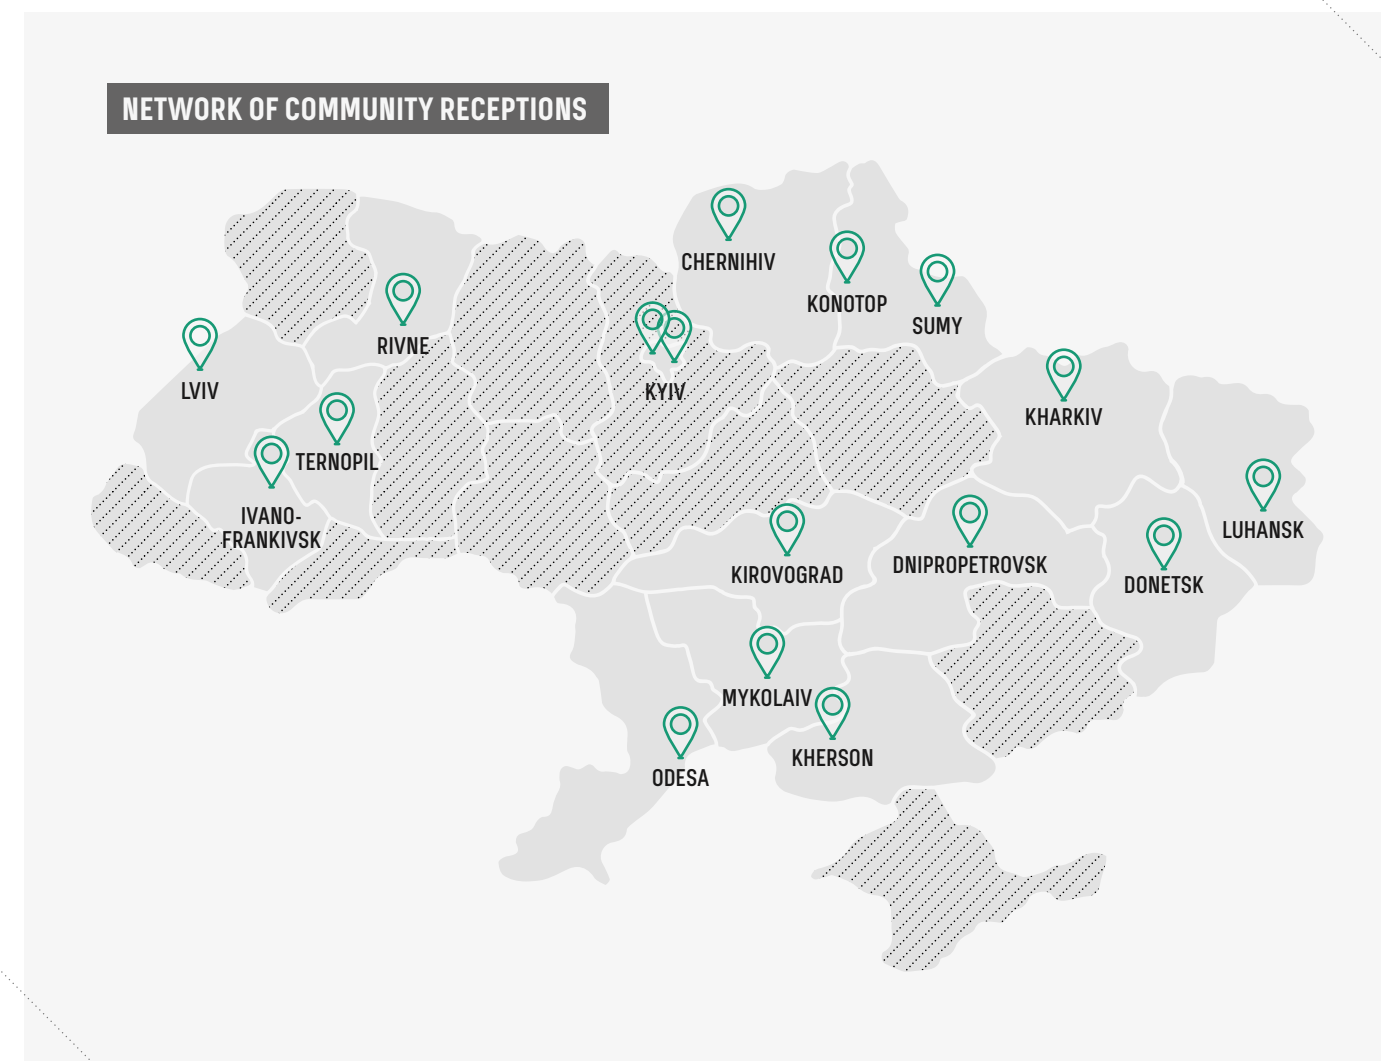 NETWORK OF COMMUNITY RECEPTIONS
CHERNIHIV
KONOTOP
SUMY
RIVNE
LVIV
KYIV
KHARKIV
TERNOPIL
IVANO-
FRANKIVSK
LUHANSK
KIROVOGRAD
DNIPROPETROVSK
DONETSK
MYKOLAIV
KHERSON
ODESA